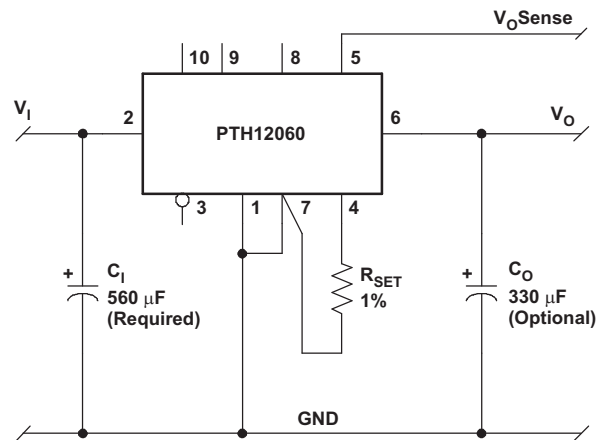 VOSense
10 9 8 5
VI
2
PTH12060
6
VO
3 1 7 4
+
CI
560 μF
(Required)
RSET
1%
+
CO
330 μF
(Optional)
GND